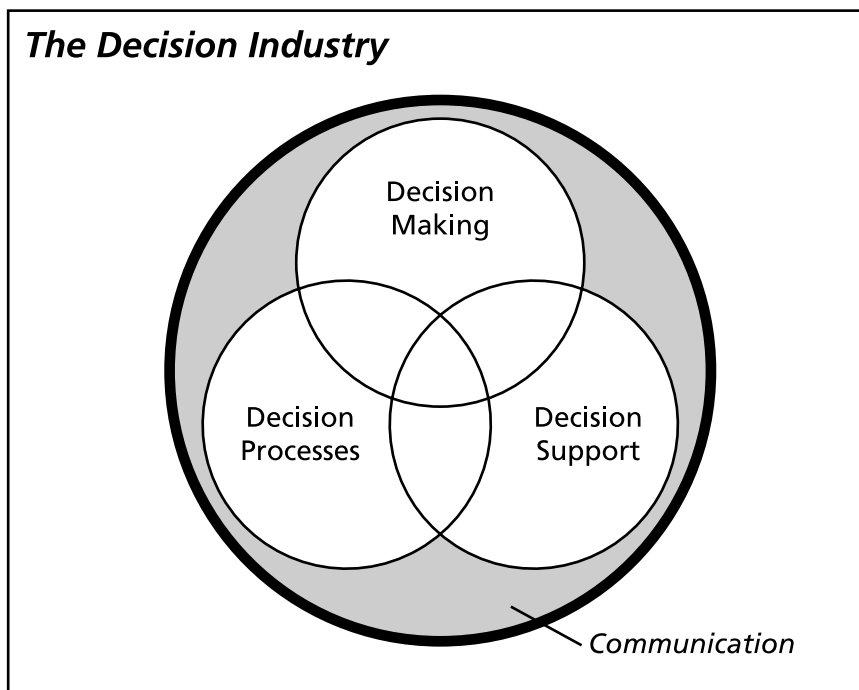 The Decision Industry
Decision
Making
Decision
Processes
Decision
Support
Communication